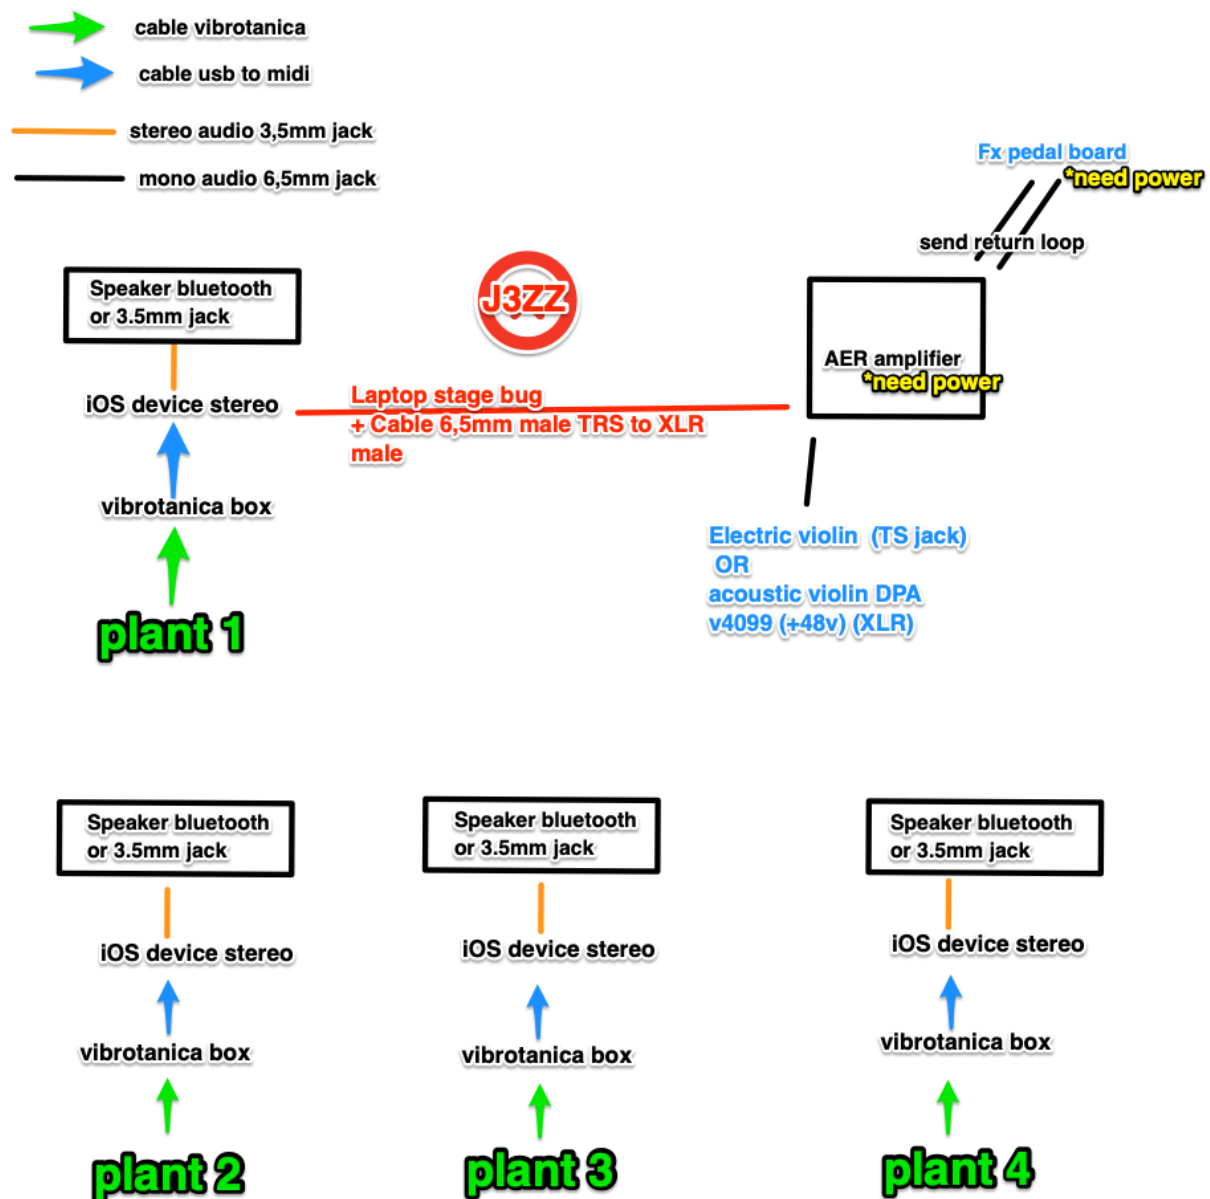 cable vibrotanica
cable usb to midi
stereo audio 3,5mm jack
mono audio 6,5mm jack
Fx pedal board
*need power
send return loop
Speaker bluetooth
or 3.5mm jack
J3ZZ
AER amplifier
*need power
iOS device stereo
Laptop stage bug
+ Cable 6,5mm male TRS to XLR
male
vibrotanica box
plant 1
Electric violin (TS jack)
OR
acoustic violin DPA
v4099 (+48v) (XLR)
Speaker bluetooth
or 3.5mm jack
iOS device stereo
vibrotanica box
plant 2
Speaker bluetooth
or 3.5mm jack
iOS device stereo
vibrotanica box
plant 3
Speaker bluetooth
or 3.5mm jack
iOS device stereo
vibrotanica box
plant 4